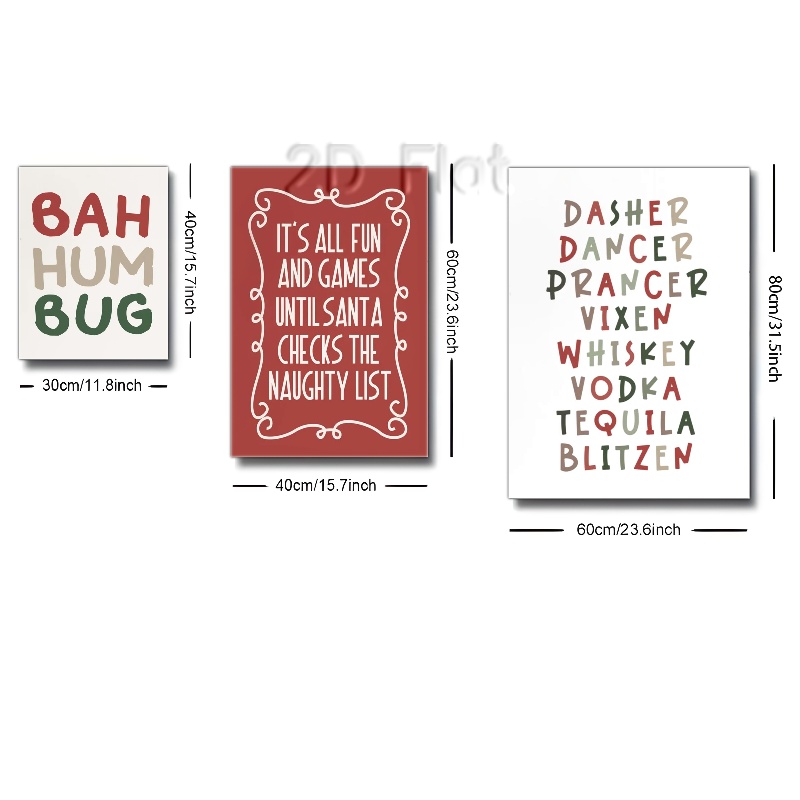 2D Flat
BAH
HUM
BUG
40cm/15.7inch
30cm/11.8inch
IT'S ALL FUN
AND GAMES
UNTIL SANTA
CHECKS THE
NAUGHTY LIST
60cm/23.6inch
40cm/15.7inch
DASHER
DANCER
PRANCER
VIXEN
WHISKEY
VODKA
TEQUILA
BLITZEN
80cm/31.5inch
60cm/23.6inch